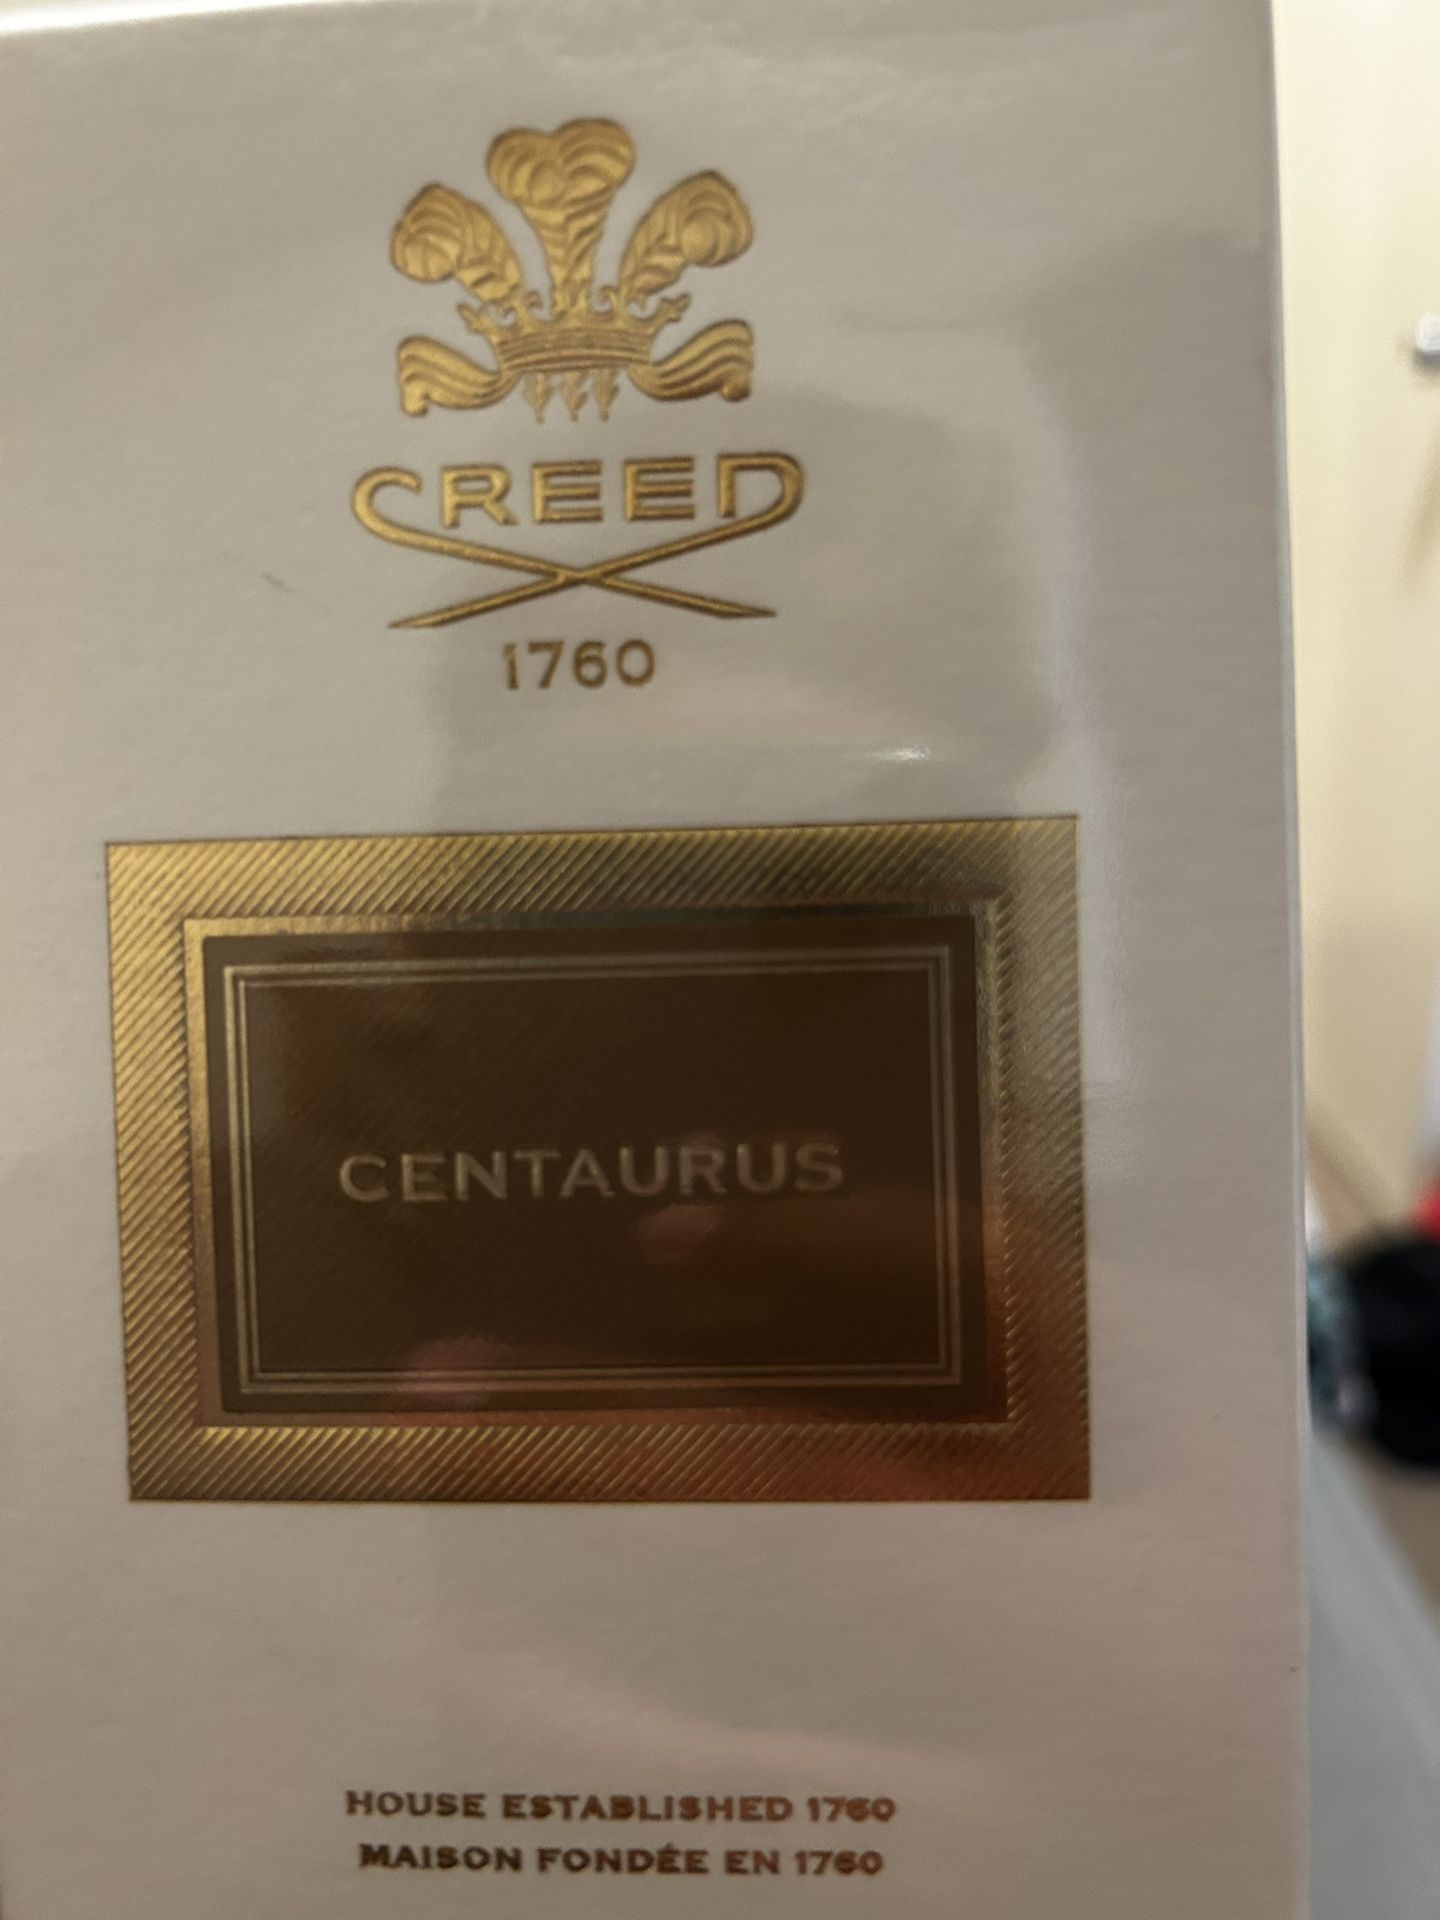 CREED
1760
CENTAURUS
HOUSE ESTABLISHED 1760
MAISON FONDÉE EN 1760